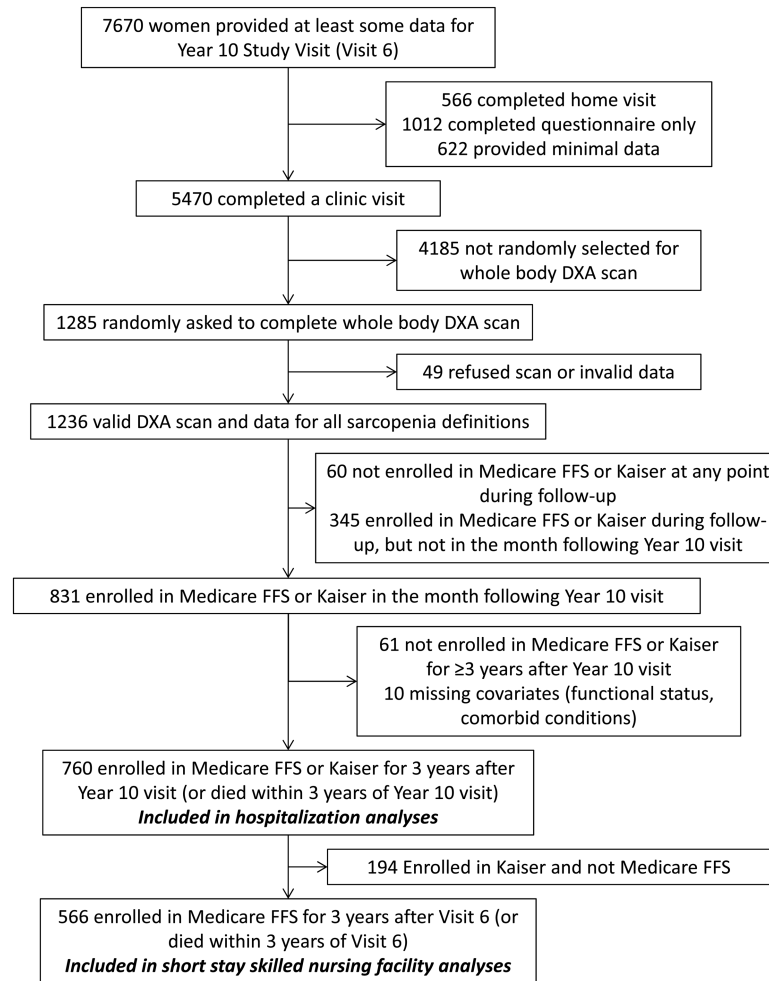 7670 women provided at least some data for
Year 10 Study Visit (Visit 6)
566 completed home visit
1012 completed questionnaire only
622 provided minimal data
5470 completed a clinic visit
4185 not randomly selected for
whole body DXA scan
1285 randomly asked to complete whole body DXA scan
49 refused scan or invalid data
1236 valid DXA scan and data for all sarcopenia definitions
60 not enrolled in Medicare FFS or Kaiser at any point
during follow-up
345 enrolled in Medicare FFS or Kaiser during follow-
up, but not in the month following Year 10 visit
831 enrolled in Medicare FFS or Kaiser in the month following Year 10 visit
61 not enrolled in Medicare FFS or Kaiser
for ≥3 years after Year 10 visit
10 missing covariates (functional status,
comorbid conditions)
760 enrolled in Medicare FFS or Kaiser for 3 years after
Year 10 visit (or died within 3 years of Year 10 visit)
Included in hospitalization analyses
194 Enrolled in Kaiser and not Medicare FFS
566 enrolled in Medicare FFS for 3 years after Visit 6 (or
died within 3 years of Visit 6)
Included in short stay skilled nursing facility analyses